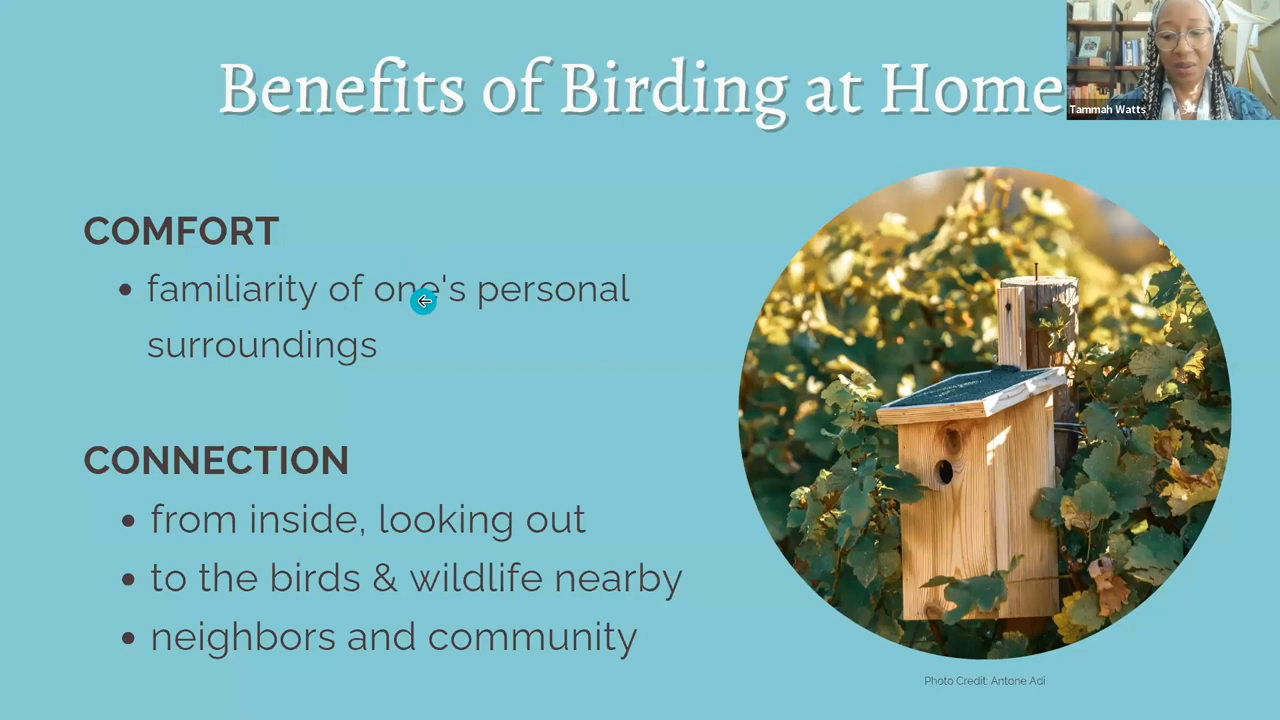 Benefits of Birding at Home
Tammah Watts
COMFORT
• familiarity of one's personal
surroundings
CONNECTION
• from inside, looking out
• to the birds & wildlife nearby
• neighbors and community
Photo Credit: Antone Adi